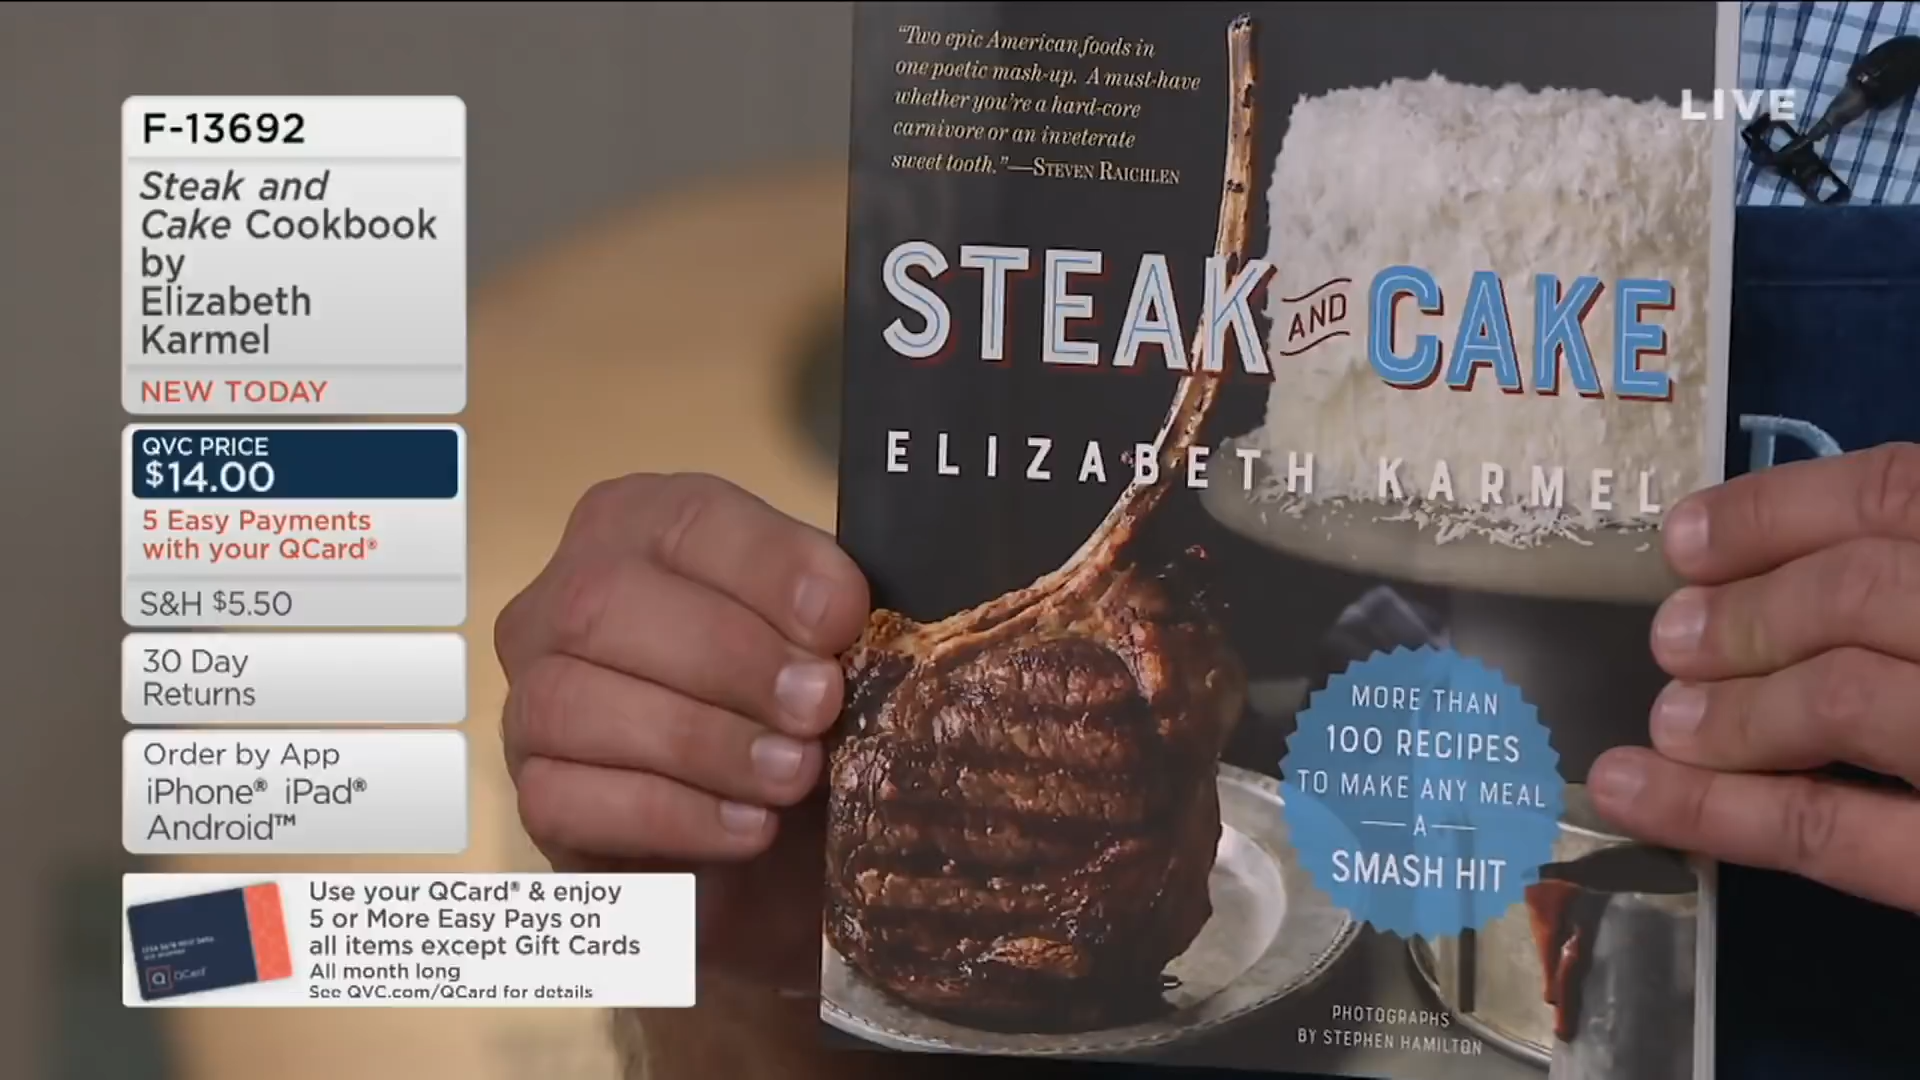 F-13692
Steak and
Cake Cookbook
by
Elizabeth
Karmel
NEW TODAY
QVC PRICE
$14.00
5 Easy Payments
with your QCard®
S&H $5.50
30 Day
Returns
Order by App
iPhone® iPad®
Android™
Use your QCard® & enjoy
5 or More Easy Pays on
all items except Gift Cards
All month long
See QVC.com/QCard for details
Q QCard
“Two epic American foods in
one poetic mash-up. A must-have
whether you’re a hard-core
carnivore or an inveterate
sweet tooth.”—STEVEN RAICHLEN
LIVE
STEAK AND CAKE
ELIZABETH KARMEL
MORE THAN
100 RECIPES
TO MAKE ANY MEAL
—A—
SMASH HIT
PHOTOGRAPHS
BY STEPHEN HAMILTON